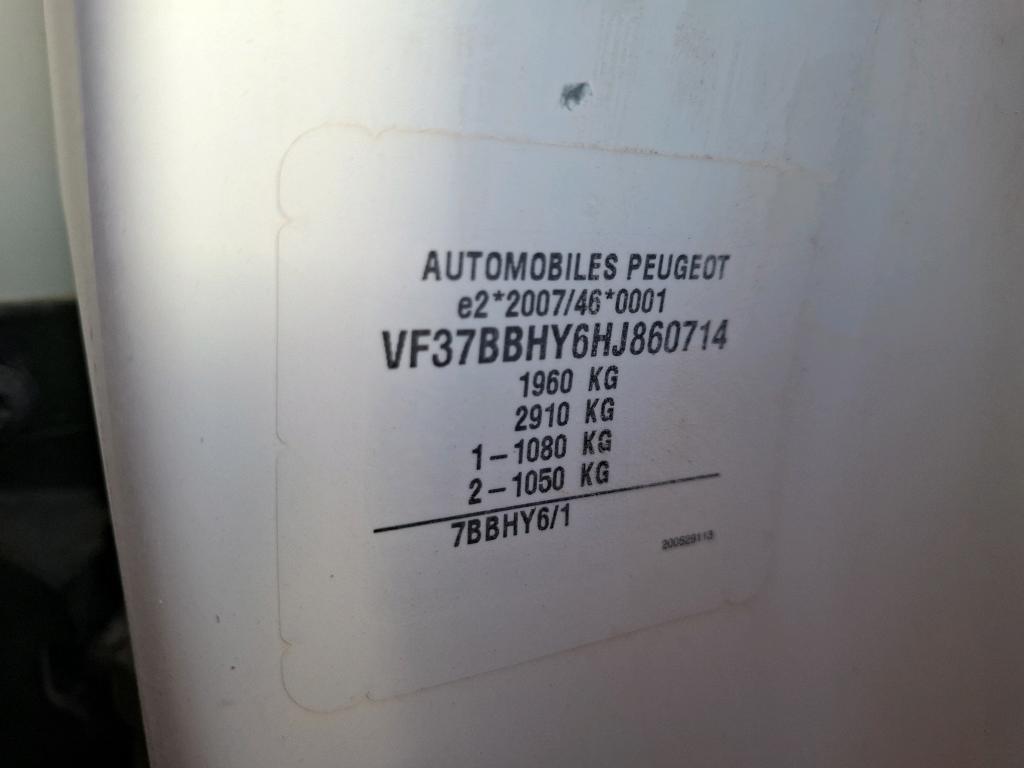 AUTOMOBILES PEUGEOT
e2*2007/46*0001
VF37BBHY6HJ860714
1960 KG
2910 KG
1-1080 KG
2-1050 KG
7BBHY6/1
200529113